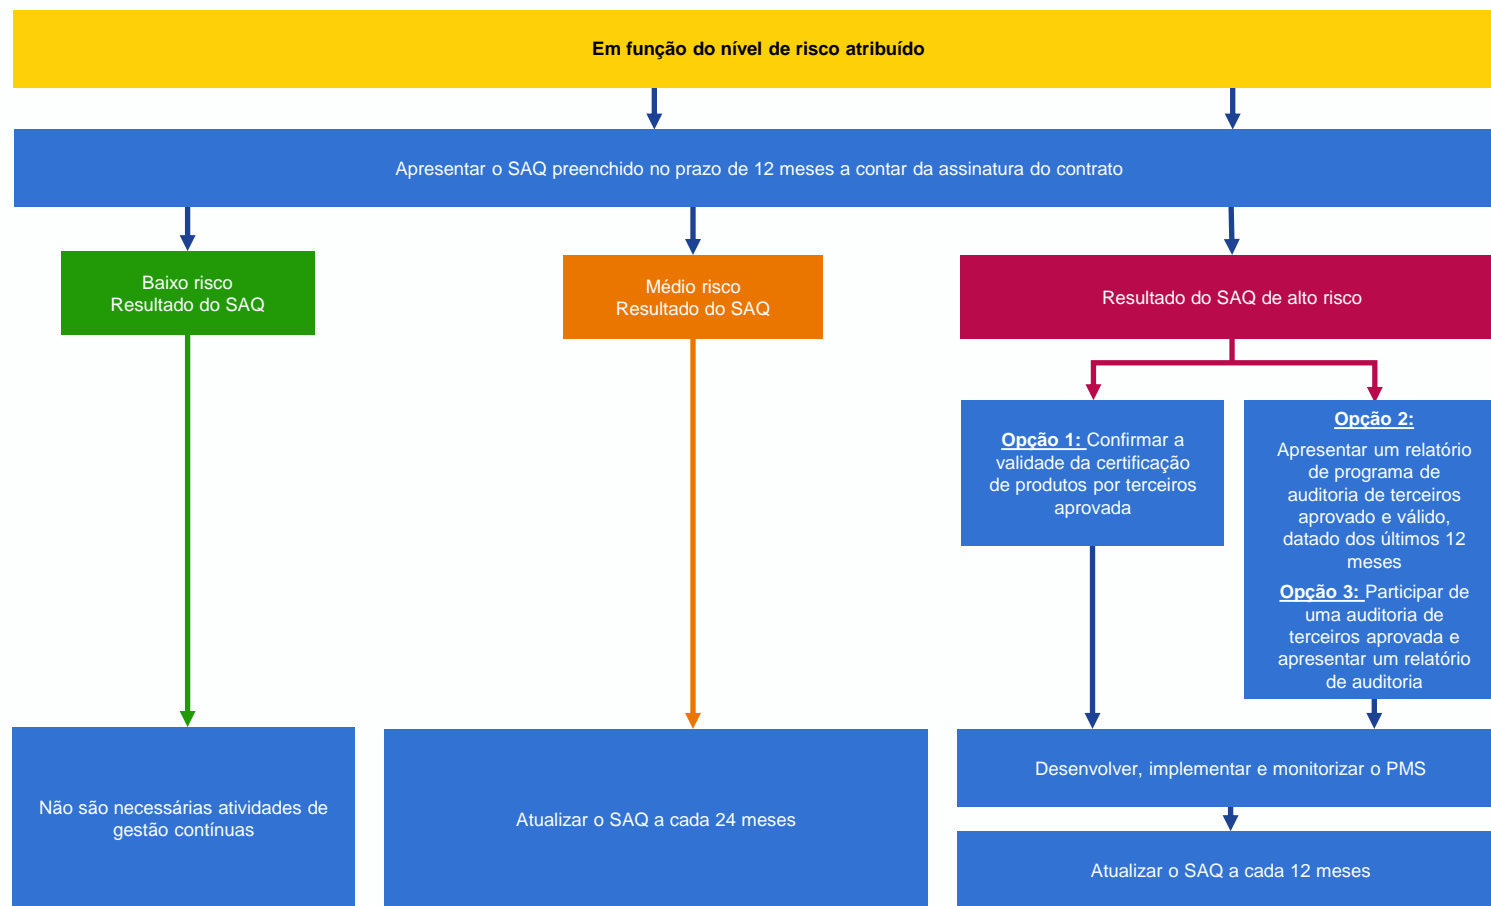 Em função do nível de risco atribuído
Apresentar o SAQ preenchido no prazo de 12 meses a contar da assinatura do contrato
Baixo risco
Resultado do SAQ
Médio risco
Resultado do SAQ
Resultado do SAQ de alto risco
Opção 1: Confirmar a
validade da certificação
de produtos por terceiros
aprovada
Opção 2:
Apresentar um relatório
de programa de
auditoria de terceiros
aprovado e válido,
datado dos últimos 12
meses
Opção 3: Participar de
uma auditoria de
terceiros aprovada e
apresentar um relatório
de auditoria
Não são necessárias atividades de
gestão contínuas
Atualizar o SAQ a cada 24 meses
Desenvolver, implementar e monitorizar o PMS
Atualizar o SAQ a cada 12 meses